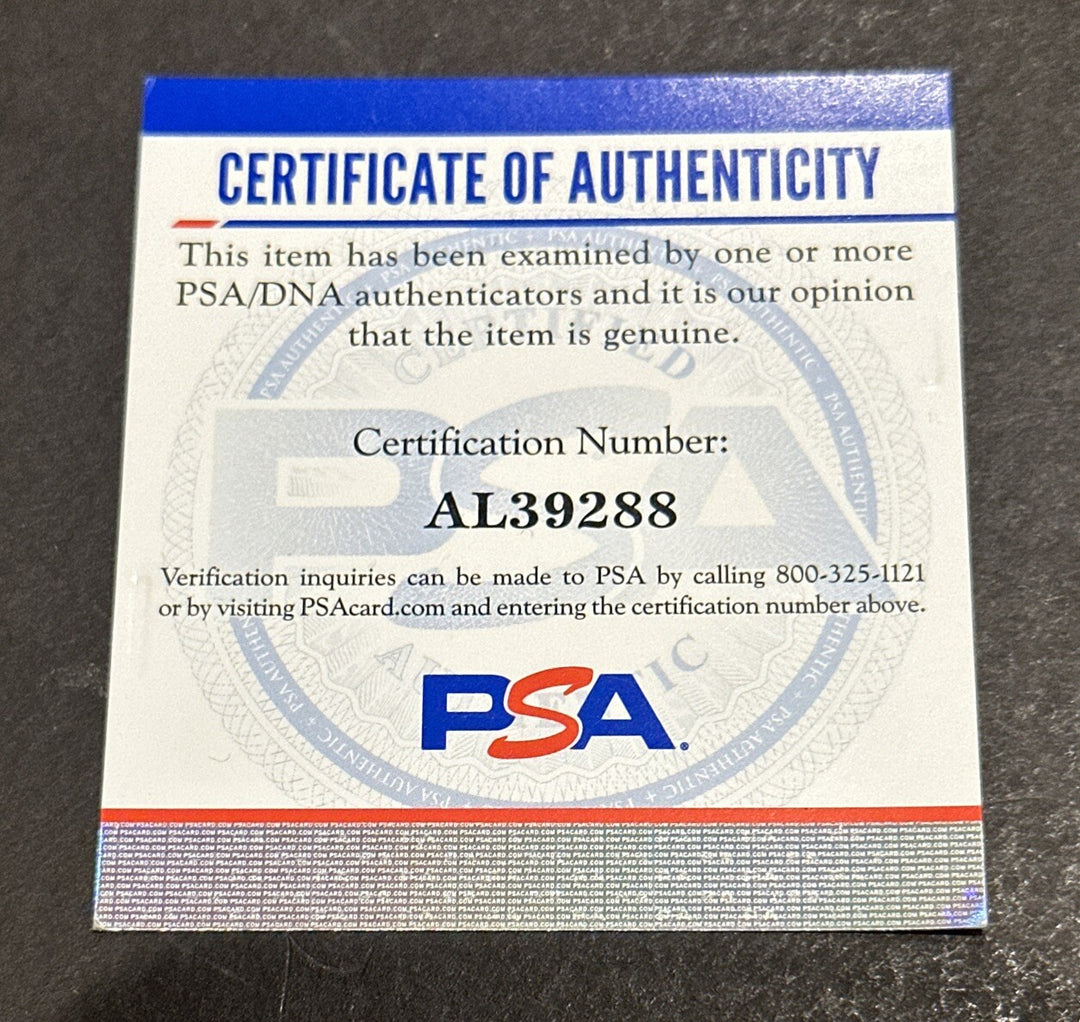 CERTIFICATE OF AUTHENTICITY
This item has been examined by one or more
PSA/DNA authenticators and it is our opinion
that the item is genuine.
Certification Number:
AL39288
Verification inquiries can be made to PSA by calling 800-325-1121
or by visiting PSAcard.com and entering the certification number above.
PSA
CERTIFIED
PSA